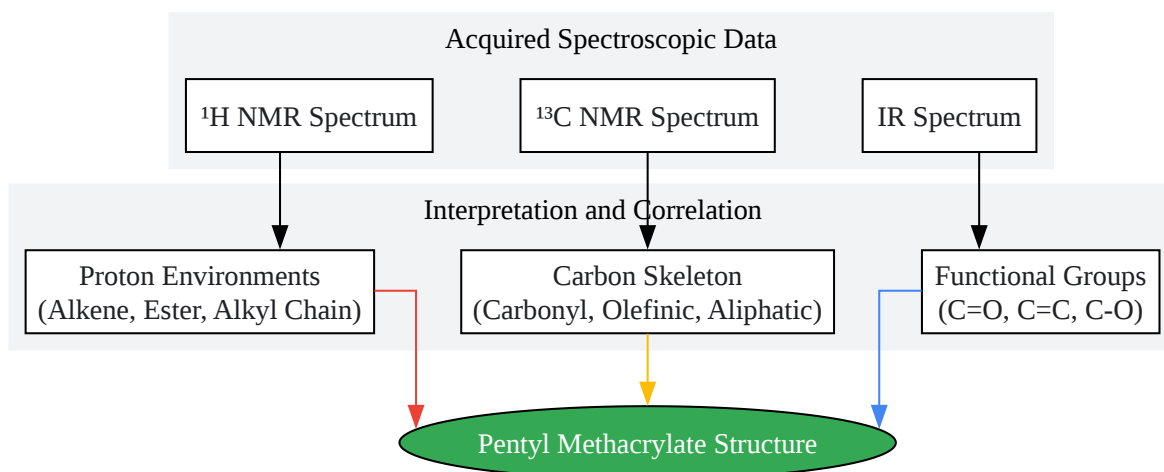 Acquired Spectroscopic Data
¹H NMR Spectrum
¹³C NMR Spectrum
IR Spectrum
Interpretation and Correlation
Proton Environments
(Alkene, Ester, Alkyl Chain)
Carbon Skeleton
(Carbonyl, Olefinic, Aliphatic)
Functional Groups
(C=O, C=C, C-O)
Pentyl Methacrylate Structure